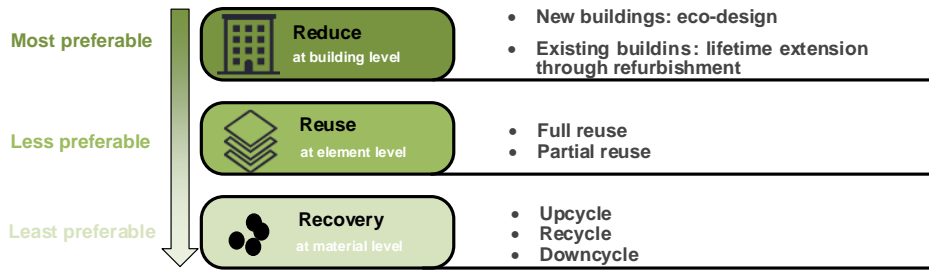 Most preferable
Reduce
at building level
• New buildings: eco-design
• Existing buildins: lifetime extension
through refurbishment
Less preferable
Reuse
at element level
• Full reuse
• Partial reuse
Least preferable
Recovery
at material level
• Upcycle
• Recycle
• Downcycle